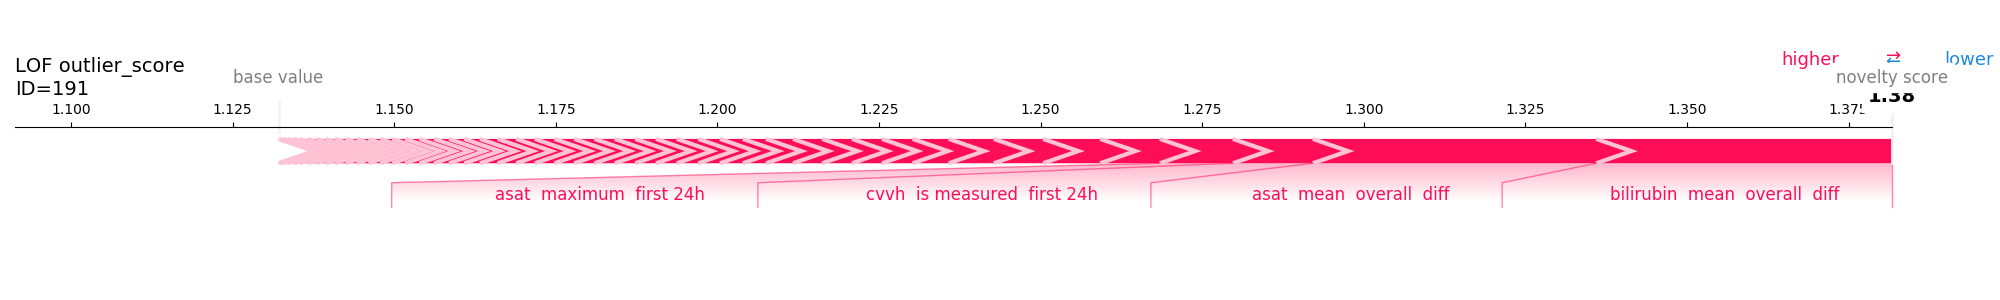 higher ⇄ lower
LOF outlier_score
ID=191
base value
novelty score
1.38
1.100 1.125 1.150 1.175 1.200 1.225 1.250 1.275 1.300 1.325 1.350 1.375
asat maximum first 24h
cvvh is measured first 24h
asat mean overall diff
bilirubin mean overall diff